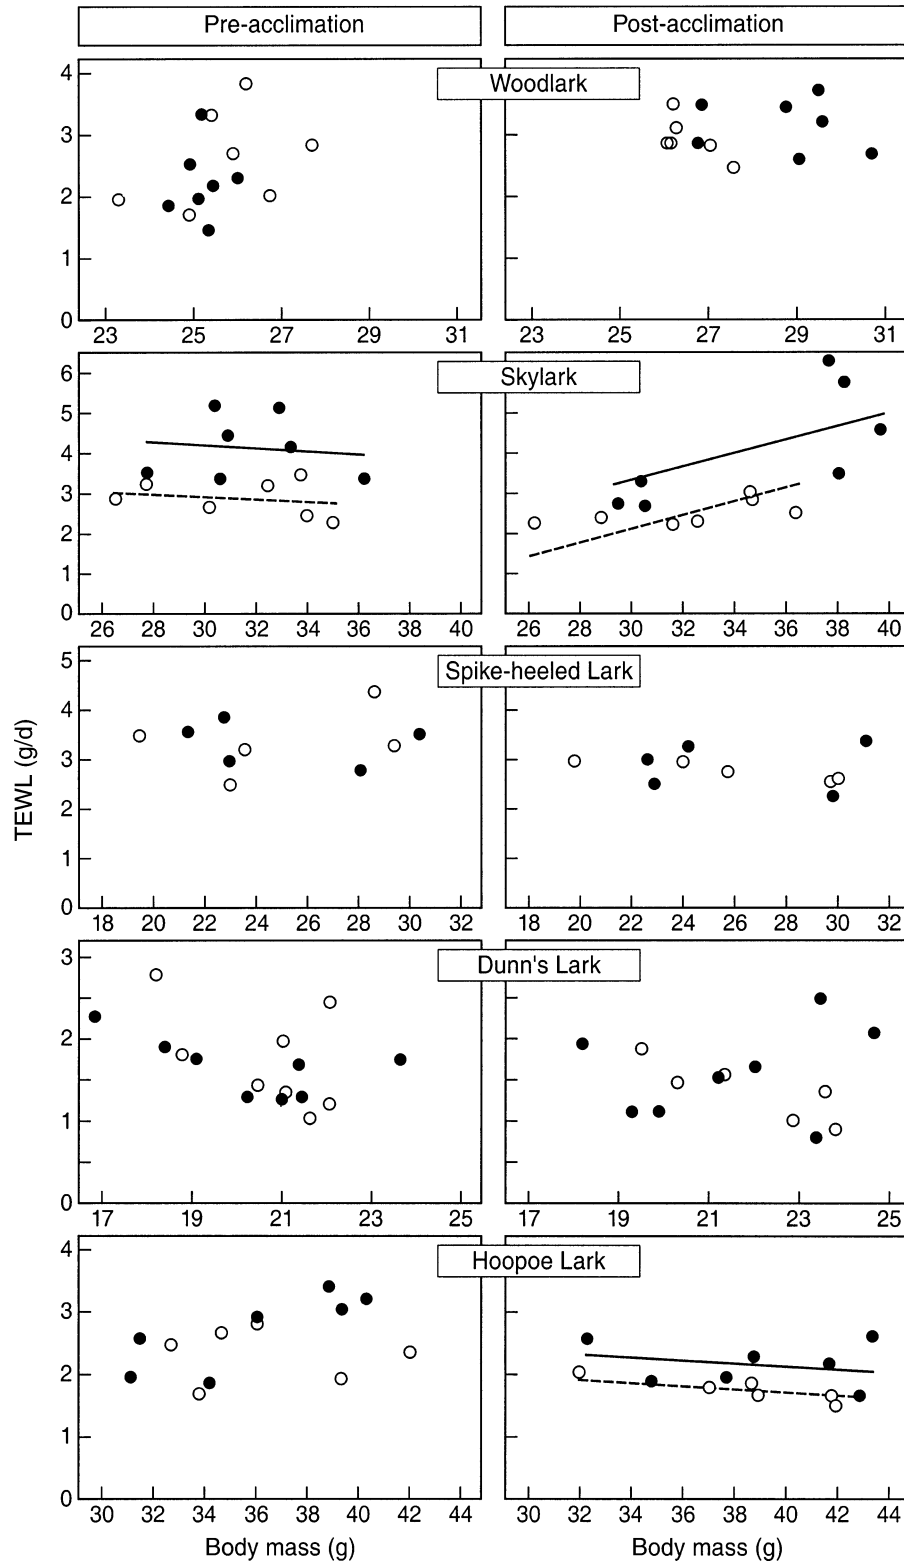 Pre-acclimation Post-acclimation
Woodlark
4
3
2
1
0
23 25 27 29 31 23 25 27 29 31
Skylark
6
5
4
3
2
1
0
26 28 30 32 34 36 38 40 26 28 30 32 34 36 38 40
Spike-heeled Lark
5
4
3
2
1
0
18 20 22 24 26 28 30 32 18 20 22 24 26 28 30 32
TEWL (g/d)
Dunn's Lark
3
2
1
0
17 19 21 23 25 17 19 21 23 25
Hoopoe Lark
4
3
2
1
0
30 32 34 36 38 40 42 44 30 32 34 36 38 40 42 44
Body mass (g) Body mass (g)